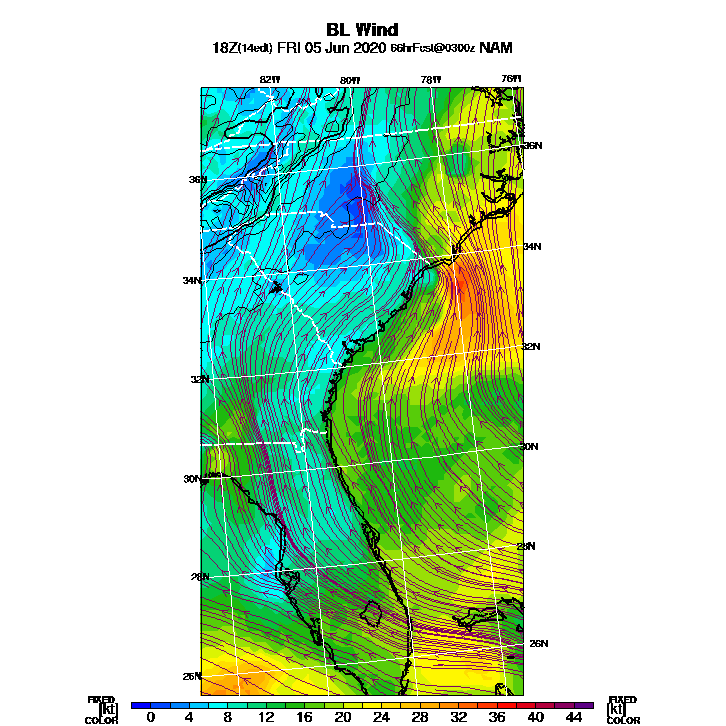 BL Wind
18Z(14edt) FRI 05 Jun 2020 66hrFcst@0300z NAM
82W 80W 78W 76W
36N
36N
34N
34N
32N
32N
30N
30N
28N
28N
26N
26N
FIXED FIXED
[kt] 0 4 8 12 16 20 24 28 32 36 40 44 [kt]
COLOR COLOR